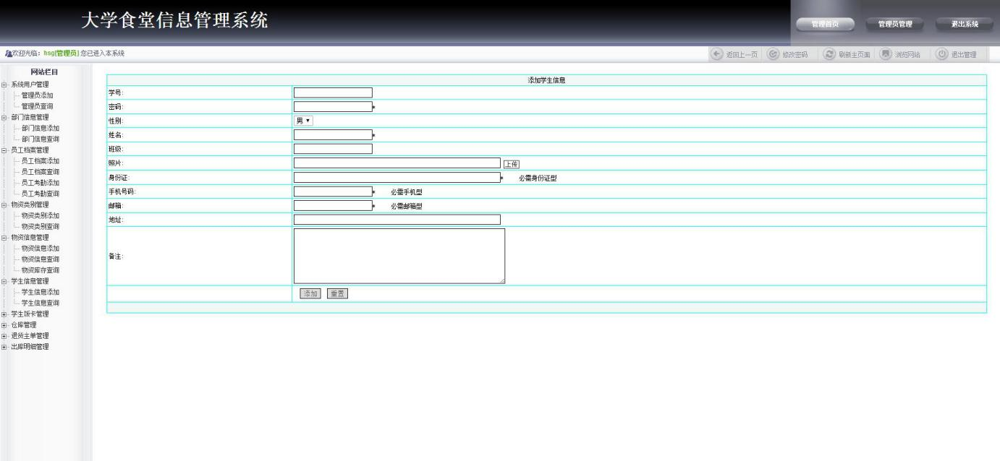 大学食堂信息管理系统
管理首页
管理员管理
退出系统
欢迎光临: hsg[管理员] 您已进入本系统
返回上一页
修改密码
刷新主页面
浏览网站
退出管理
网站栏目
系统用户管理
管理员添加
管理员查询
部门信息管理
部门信息添加
部门信息查询
员工档案管理
员工档案添加
员工档案查询
员工考勤添加
员工考勤查询
物资类别管理
物资类别添加
物资类别查询
物资信息管理
物资信息添加
物资信息查询
物资库存查询
学生信息管理
学生信息添加
学生信息查询
学生饭卡管理
仓库管理
退货主单管理
出库明细管理
添加学生信息
学号:
密码: *
性别: 男
姓名: *
班级:
照片: 上传
身份证: * 必需身份证型
手机号码: * 必需手机型
邮箱: * 必需邮箱型
地址:
备注:
添加 重置